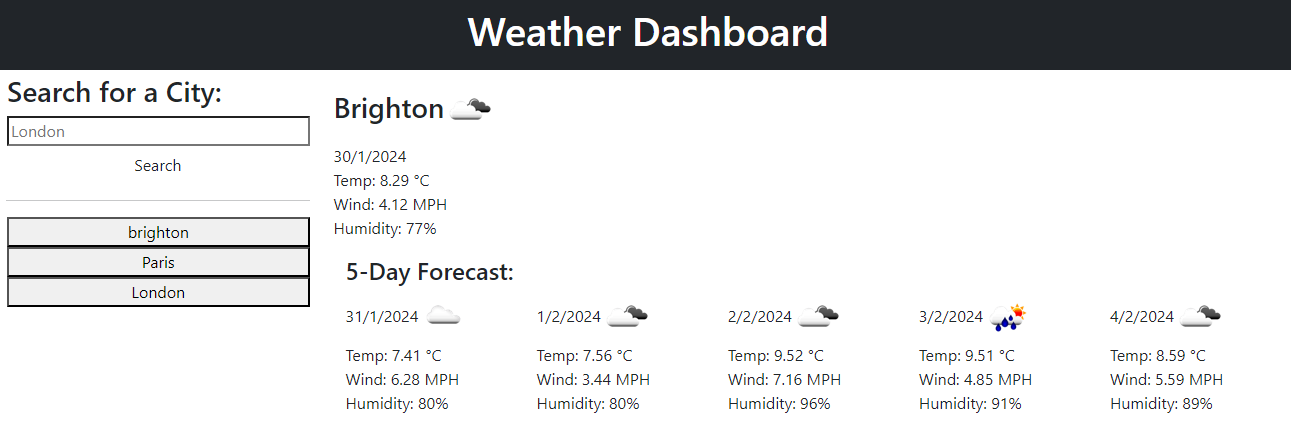 Weather Dashboard
Search for a City:
London
Search
brighton
Paris
London
Brighton
30/1/2024
Temp: 8.29 °C
Wind: 4.12 MPH
Humidity: 77%
5-Day Forecast:
31/1/2024
Temp: 7.41 °C
Wind: 6.28 MPH
Humidity: 80%
1/2/2024
Temp: 7.56 °C
Wind: 3.44 MPH
Humidity: 80%
2/2/2024
Temp: 9.52 °C
Wind: 7.16 MPH
Humidity: 96%
3/2/2024
Temp: 9.51 °C
Wind: 4.85 MPH
Humidity: 91%
4/2/2024
Temp: 8.59 °C
Wind: 5.59 MPH
Humidity: 89%